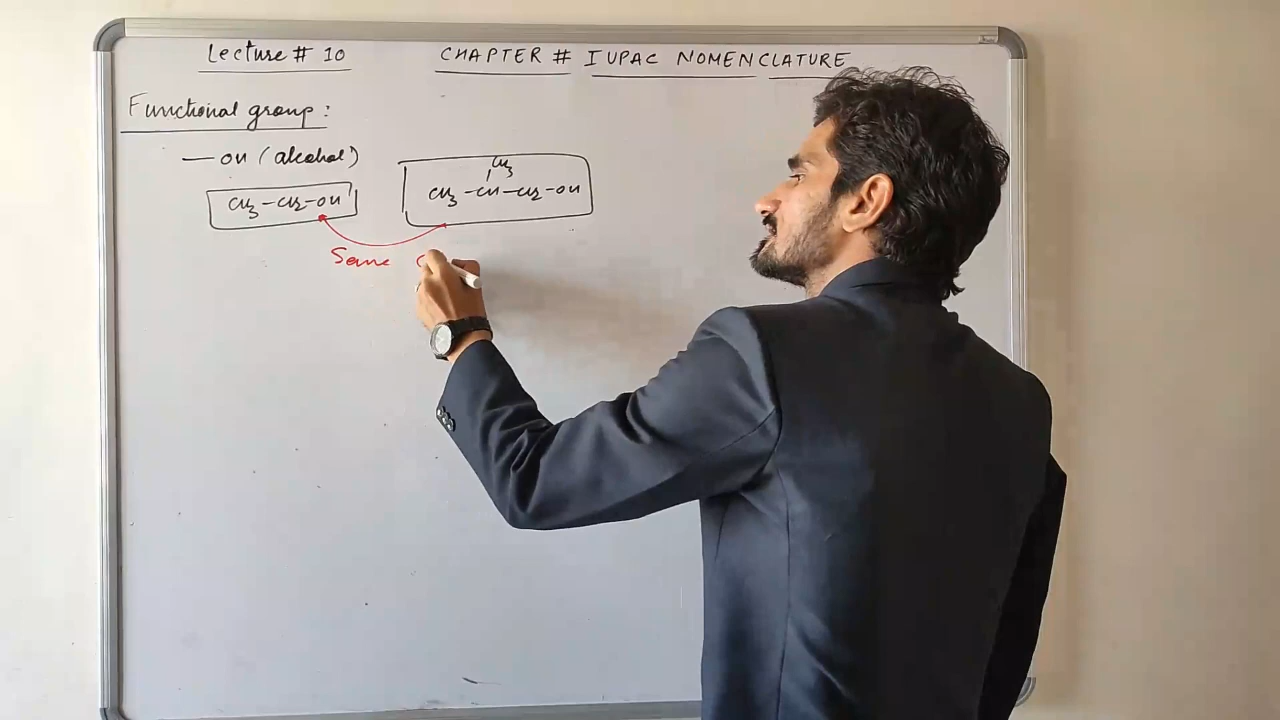 Lecture # 10
CHAPTER # IUPAC NOMENCLATURE
Functional group :
— OH (alcohol)
CH3 – CH2 – OH
CH3
CH3 – CH – CH2 – OH
Same